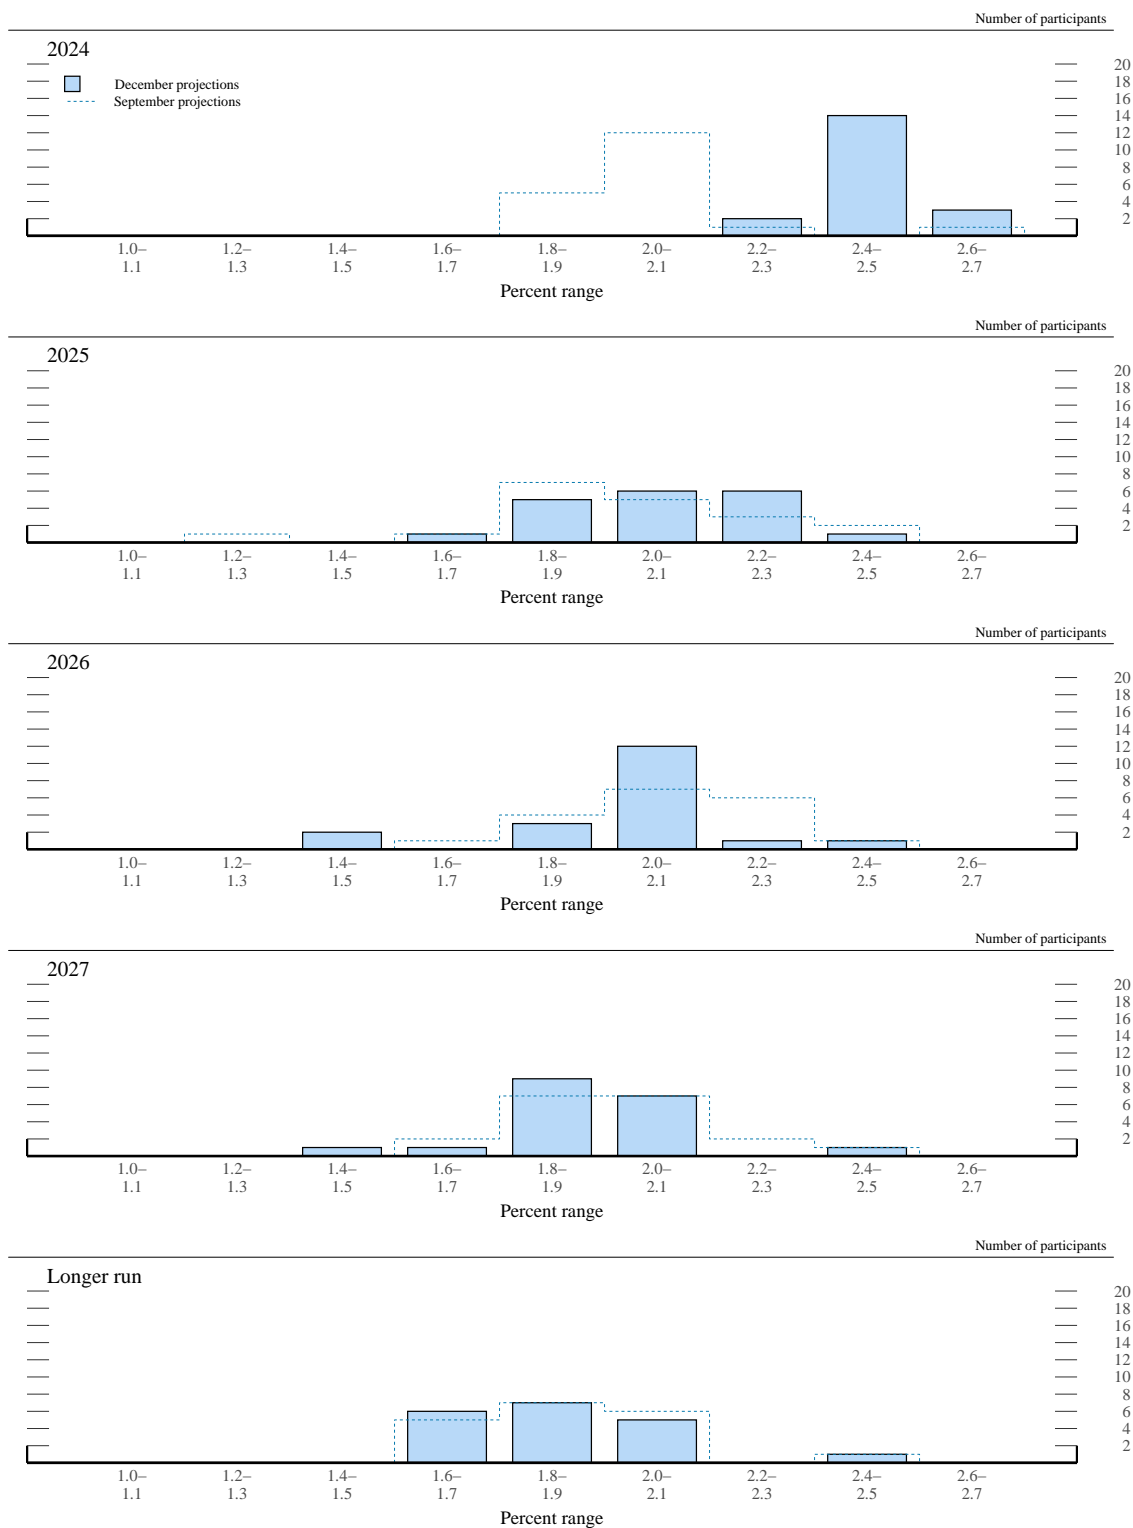 Number of participants
2024
December projections
September projections
20
18
16
14
12
10
8
6
4
2
1.0– 1.2– 1.4– 1.6– 1.8– 2.0– 2.2– 2.4– 2.6–
1.1 1.3 1.5 1.7 1.9 2.1 2.3 2.5 2.7
Percent range
Number of participants
2025
20
18
16
14
12
10
8
6
4
2
1.0– 1.2– 1.4– 1.6– 1.8– 2.0– 2.2– 2.4– 2.6–
1.1 1.3 1.5 1.7 1.9 2.1 2.3 2.5 2.7
Percent range
Number of participants
2026
20
18
16
14
12
10
8
6
4
2
1.0– 1.2– 1.4– 1.6– 1.8– 2.0– 2.2– 2.4– 2.6–
1.1 1.3 1.5 1.7 1.9 2.1 2.3 2.5 2.7
Percent range
Number of participants
2027
20
18
16
14
12
10
8
6
4
2
1.0– 1.2– 1.4– 1.6– 1.8– 2.0– 2.2– 2.4– 2.6–
1.1 1.3 1.5 1.7 1.9 2.1 2.3 2.5 2.7
Percent range
Number of participants
Longer run
20
18
16
14
12
10
8
6
4
2
1.0– 1.2– 1.4– 1.6– 1.8– 2.0– 2.2– 2.4– 2.6–
1.1 1.3 1.5 1.7 1.9 2.1 2.3 2.5 2.7
Percent range